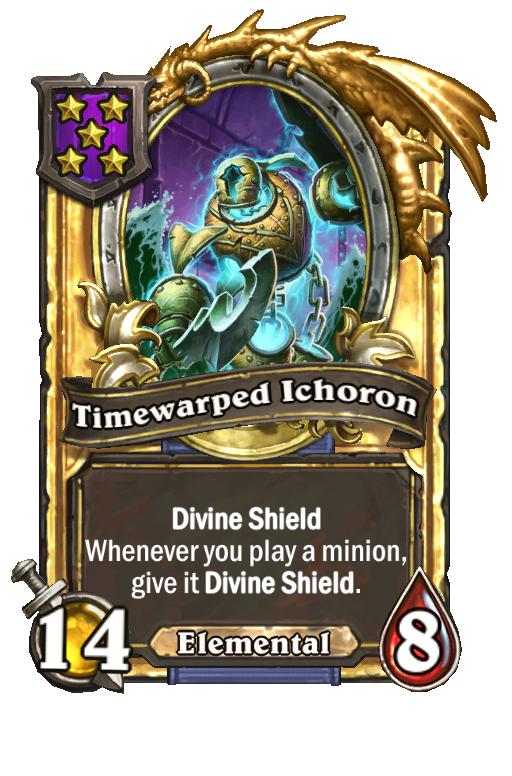 Timewarped Ichoron
Divine Shield
Whenever you play a minion,
give it Divine Shield.
14
Elemental
8